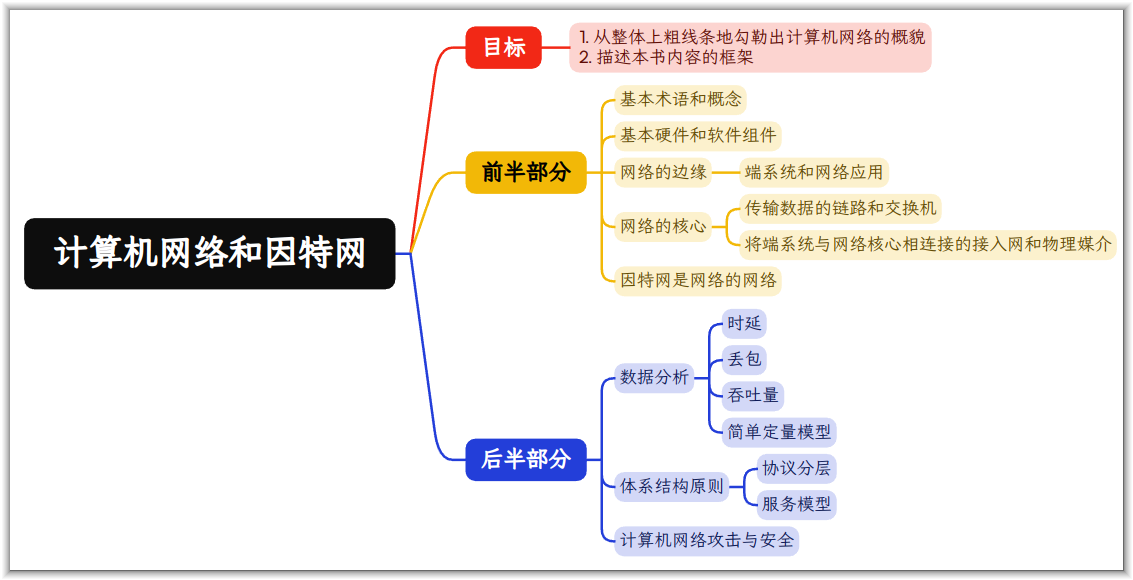 计算机网络和因特网
目标
1. 从整体上粗线条地勾勒出计算机网络的概貌
2. 描述本书内容的框架
前半部分
基本术语和概念
基本硬件和软件组件
网络的边缘
端系统和网络应用
网络的核心
传输数据的链路和交换机
将端系统与网络核心相连接的接入网和物理媒介
因特网是网络的网络
后半部分
数据分析
时延
丢包
吞吐量
简单定量模型
体系结构原则
协议分层
服务模型
计算机网络攻击与安全